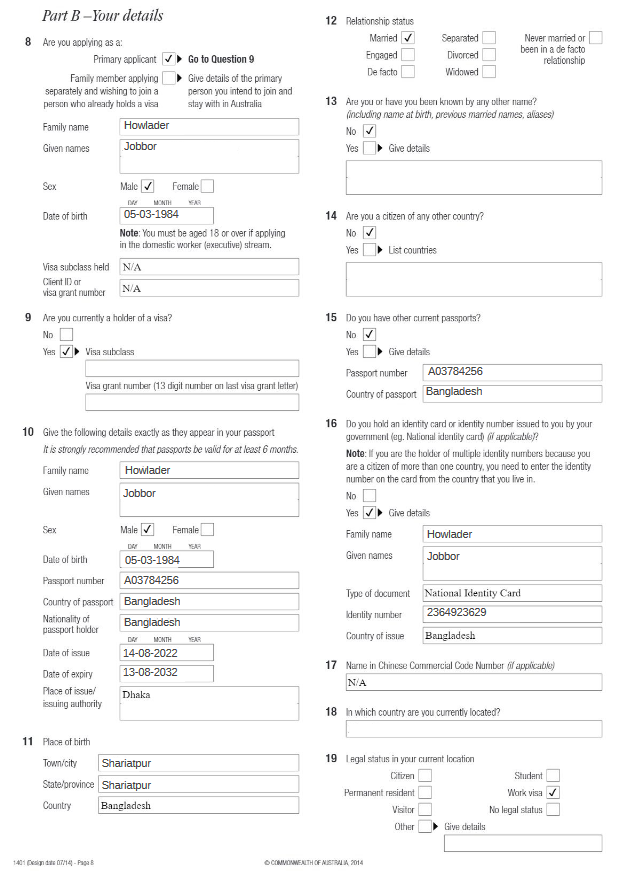 Part B –Your details
8 Are you applying as a:
Primary applicant ✓ Go to Question 9
Family member applying separately and wishing to join a person who already holds a visa
Give details of the primary person you intend to join and stay with in Australia
Family name Howlader
Given names Jobbor
Sex Male ✓ Female
DAY MONTH YEAR
Date of birth 05-03-1984
Note: You must be aged 18 or over if applying
in the domestic worker (executive) stream.
Visa subclass held N/A
Client ID or
visa grant number N/A
9 Are you currently a holder of a visa?
No
Yes ✓ Visa subclass
Visa grant number (13 digit number on last visa grant letter)
10 Give the following details exactly as they appear in your passport
It is strongly recommended that passports be valid for at least 6 months.
Family name Howlader
Given names Jobbor
Sex Male ✓ Female
DAY MONTH YEAR
Date of birth 05-03-1984
Passport number A03784256
Country of passport Bangladesh
Nationality of
passport holder Bangladesh
DAY MONTH YEAR
Date of issue 14-08-2022
Date of expiry 13-08-2032
Place of issue/
issuing authority Dhaka
11 Place of birth
Town/city Shariatpur
State/province Shariatpur
Country Bangladesh
12 Relationship status
Married ✓ Separated Never married or
been in a de facto
relationship
Engaged Divorced
De facto Widowed
13 Are you or have you been known by any other name?
(including name at birth, previous married names, aliases)
No ✓
Yes Give details
14 Are you a citizen of any other country?
No ✓
Yes List countries
15 Do you have other current passports?
No ✓
Yes Give details
Passport number A03784256
Country of passport Bangladesh
16 Do you hold an identity card or identity number issued to you by your
government (eg. National identity card) (if applicable)?
Note: If you are the holder of multiple identity numbers because you
are a citizen of more than one country, you need to enter the identity
number on the card from the country that you live in.
No
Yes ✓ Give details
Family name Howlader
Given names Jobbor
Type of document National Identity Card
Identity number 2364923629
Country of issue Bangladesh
17 Name in Chinese Commercial Code Number (if applicable)
N/A
18 In which country are you currently located?
19 Legal status in your current location
Citizen Student
Permanent resident Work visa ✓
Visitor No legal status
Other Give details
1401 (Design date 07/14) - Page 8
© COMMONWEALTH OF AUSTRALIA, 2014